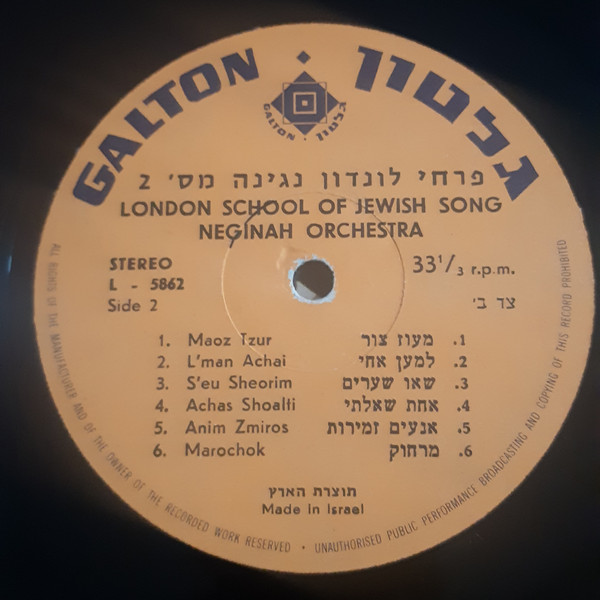 GALTON גלטון
GALTON גלטון
פרחי לונדון נגינה מס׳ 2
LONDON SCHOOL OF JEWISH SONG
NEGINAH ORCHESTRA
STEREO
L - 5862
Side 2
33 1/3 r.p.m.
צד ב׳
1. Maoz Tzur מעוז צור .1
2. L'man Achai למען אחי .2
3. S'eu Sheorim שאו שערים .3
4. Achas Shoalti אחת שאלתי .4
5. Anim Zmiros אנעים זמירות .5
6. Marochok מרחוק .6
תוצרת הארץ
Made In Israel
ALL RIGHTS OF THE MANUFACTURER AND OF THE OWNER OF THE RECORDED WORK RESERVED • UNAUTHORISED PUBLIC PERFORMANCE BROADCASTING AND COPYING OF THIS RECORD PROHIBITED